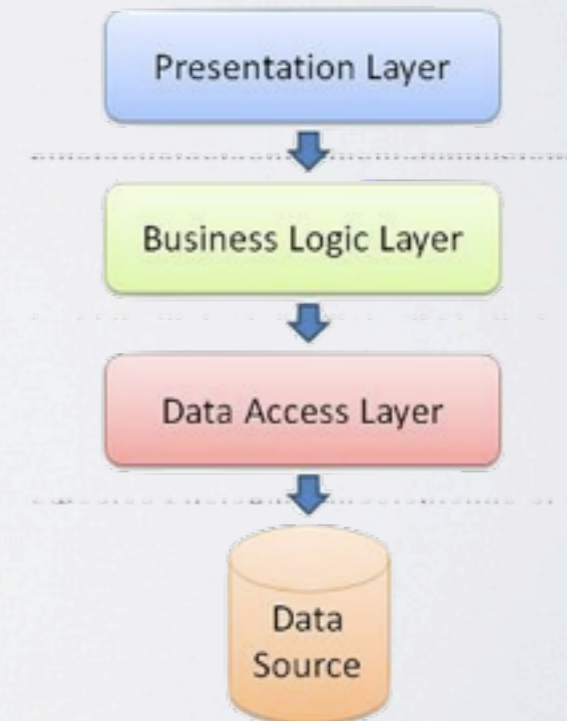 Presentation Layer
Business Logic Layer
Data Access Layer
Data
Source